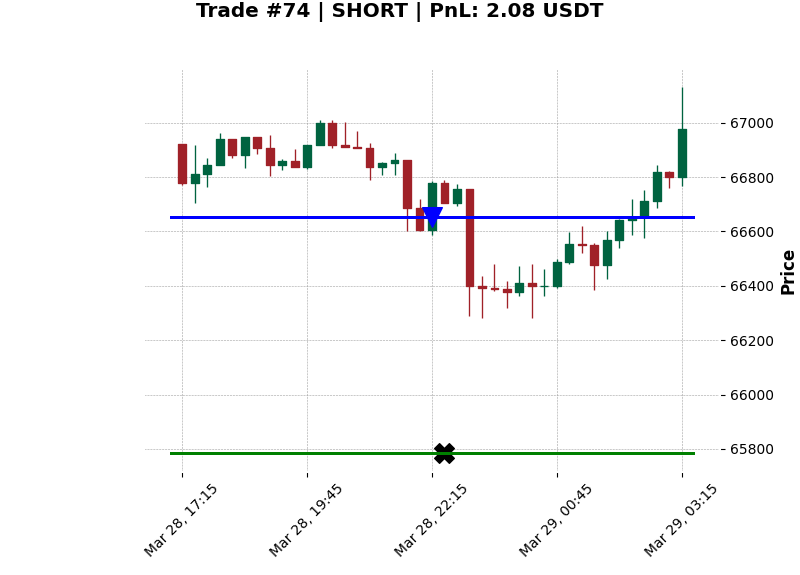 Trade #74 | SHORT | PnL: 2.08 USDT
67000
66800
66600
66400
66200
66000
65800
Price
Mar 28, 17:15
Mar 28, 19:45
Mar 28, 22:15
Mar 29, 00:45
Mar 29, 03:15